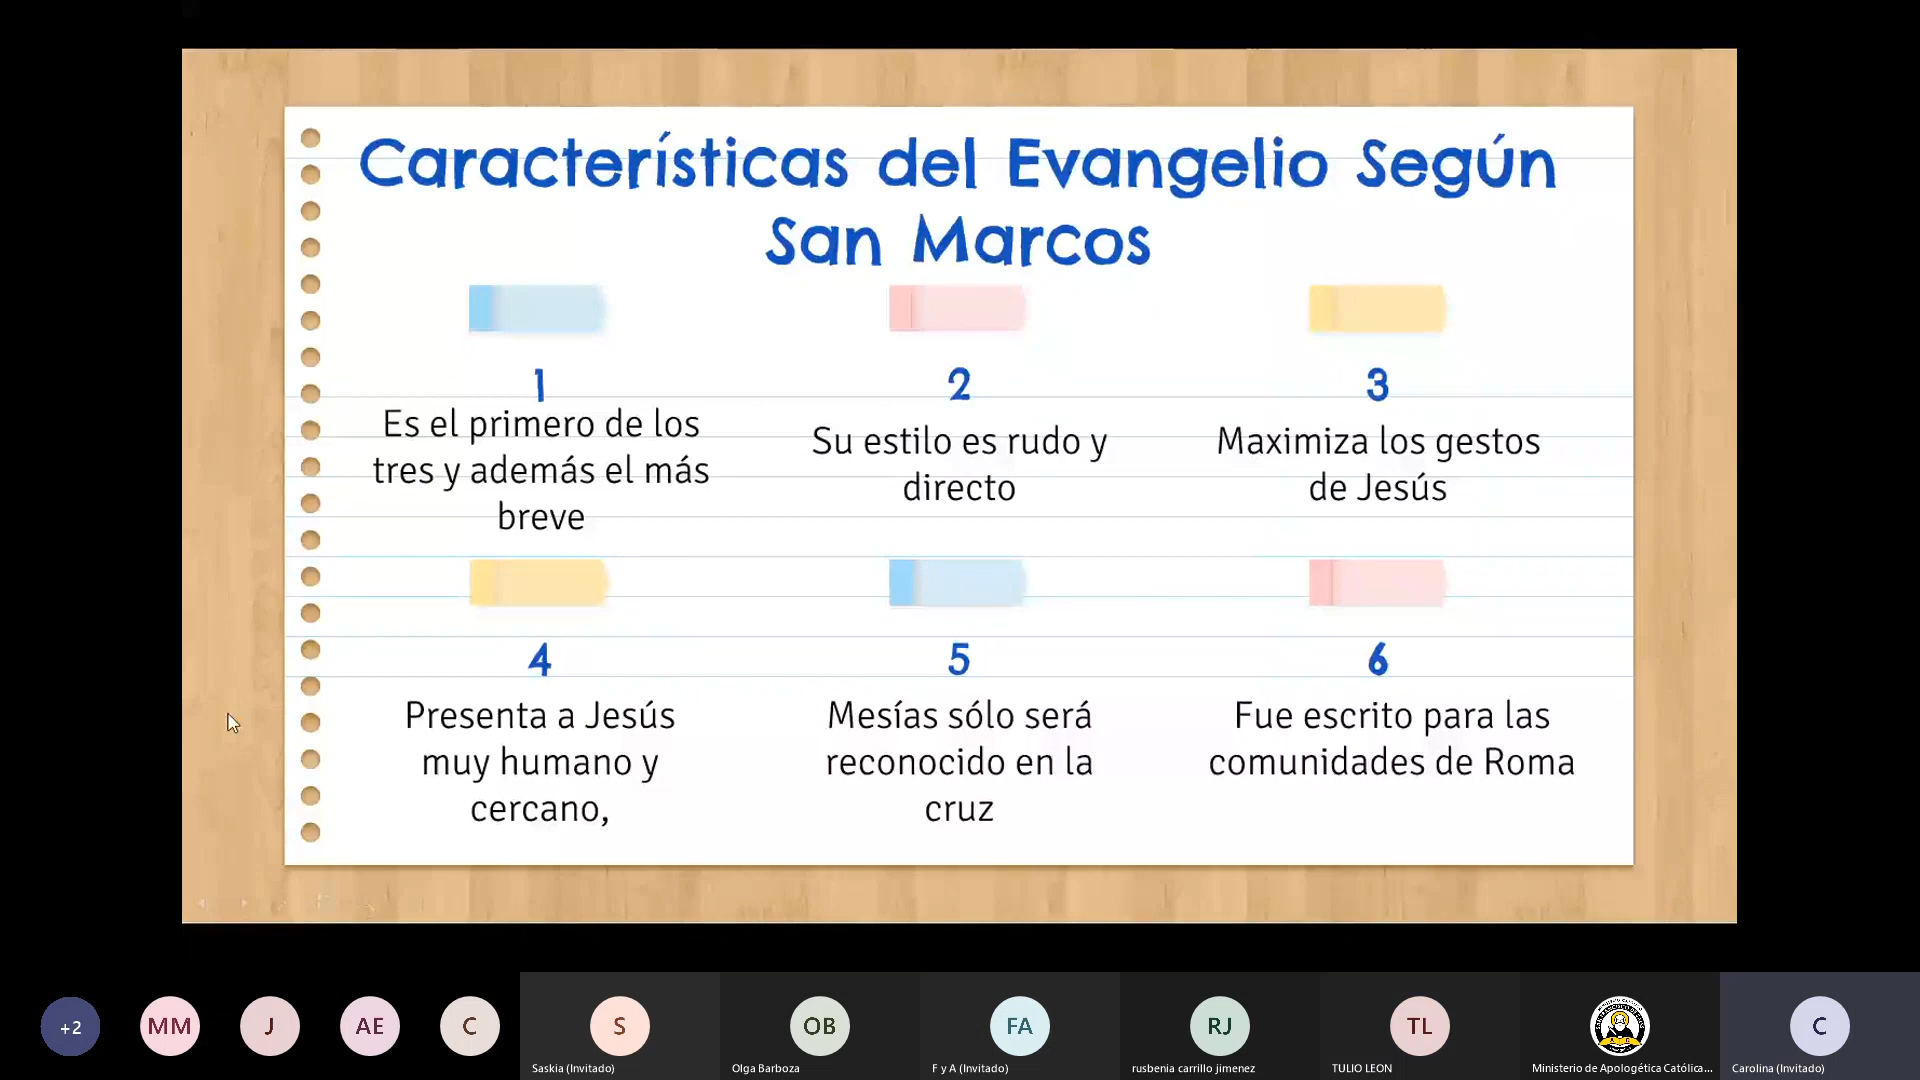 Características del Evangelio Según
San Marcos
1
Es el primero de los
tres y además el más
breve
2
Su estilo es rudo y
directo
3
Maximiza los gestos
de Jesús
4
Presenta a Jesús
muy humano y
cercano,
5
Mesías sólo será
reconocido en la
cruz
6
Fue escrito para las
comunidades de Roma
+2
MM
J
AE
C
S
Saskia (Invitado)
OB
Olga Barboza
FA
F y A (Invitado)
RJ
rusbenia carrillo jimenez
TL
TULIO LEON
Ministerio de Apologética Católica...
C
Carolina (Invitado)